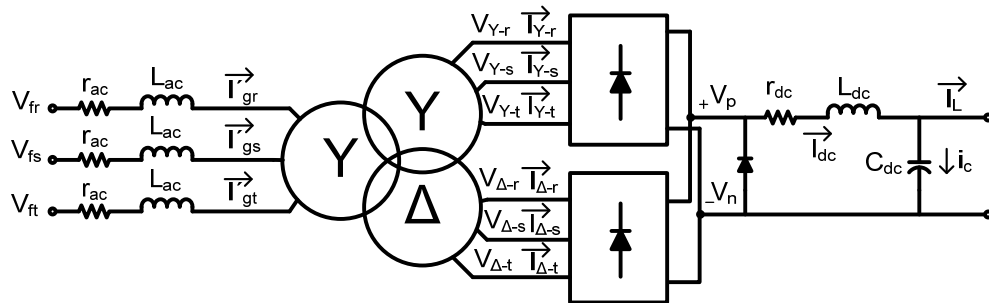 V_fr r_ac L_ac I'_gr
V_fs r_ac L_ac I'_gs
V_ft r_ac L_ac I'_gt
Y
Y
Δ
V_Y-r I_Y-r
V_Y-s I_Y-s
V_Y-t I_Y-t
V_Δ-r I_Δ-r
V_Δ-s I_Δ-s
V_Δ-t I_Δ-t
+ V_p r_dc L_dc I_L
I_dc
C_dc i_c
− V_n